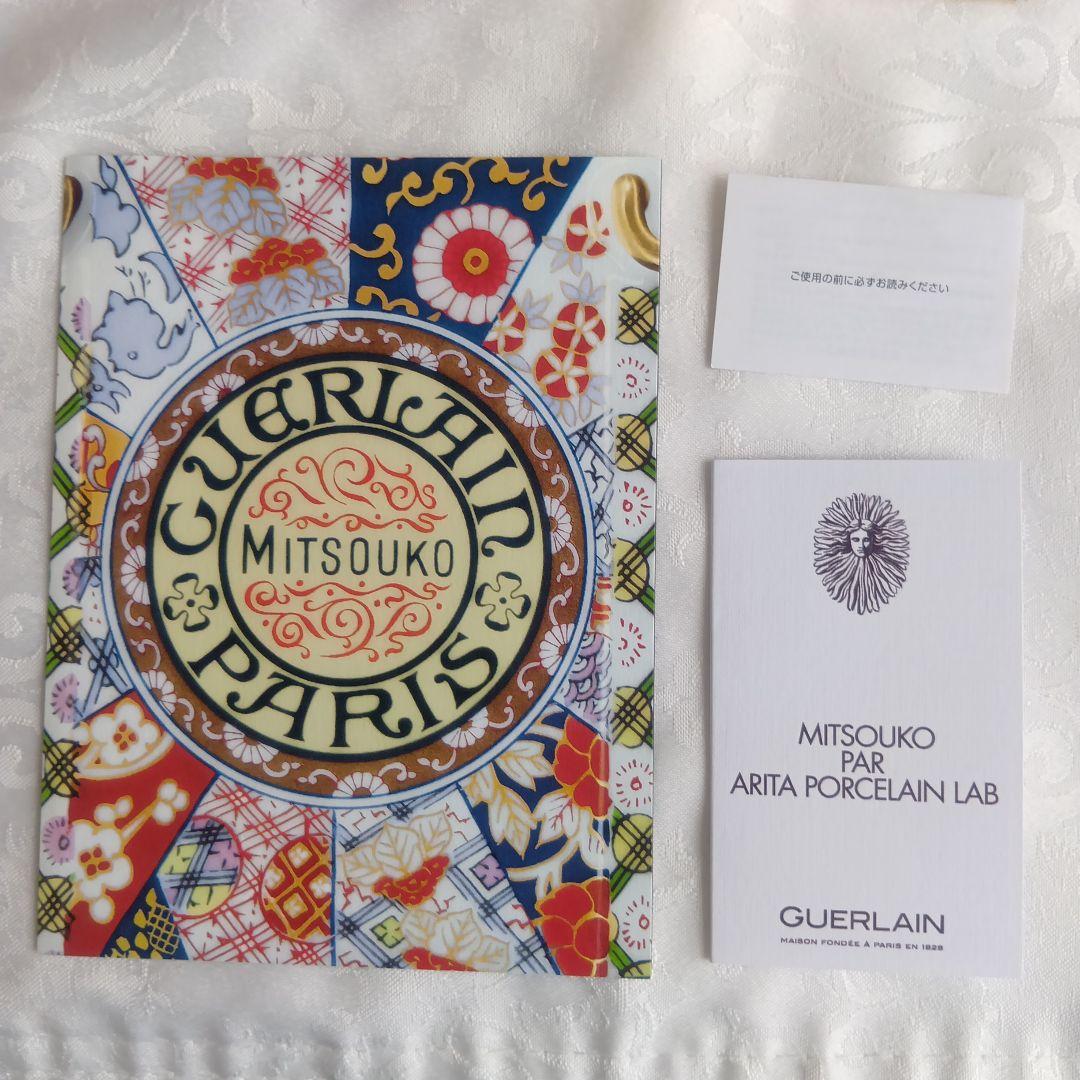 GUERLAIN
MITSOUKO
PARIS
ご使用の前に必ずお読みください
MITSOUKO
PAR
ARITA PORCELAIN LAB
GUERLAIN
MAISON FONDÉE À PARIS EN 1828